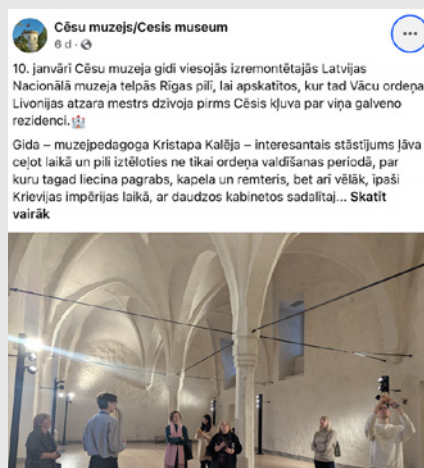 Cēsu muzejs/Cesis museum
6 d ·
10. janvārī Cēsu muzeja gidi viesojās izremontētajās Latvijas
Nacionālā muzeja telpās Rīgas pilī, lai apskatītos, kur tad Vācu ordeņa
Livonijas atzara mestrs dzīvoja pirms Cēsis kļuva par viņa galveno
rezidenci.
Gida – muzejpedagoga Kristapa Kalēja – interesantais stāstījums ļāva
ceļot laikā un pili iztēloties ne tikai ordeņa valdīšanas periodā, par
kuru tagad liecina pagrabs, kapela un remteris, bet arī vēlāk, īpaši
Krievijas impērijas laikā, ar daudzos kabinetos sadalītaj... Skatīt
vairāk